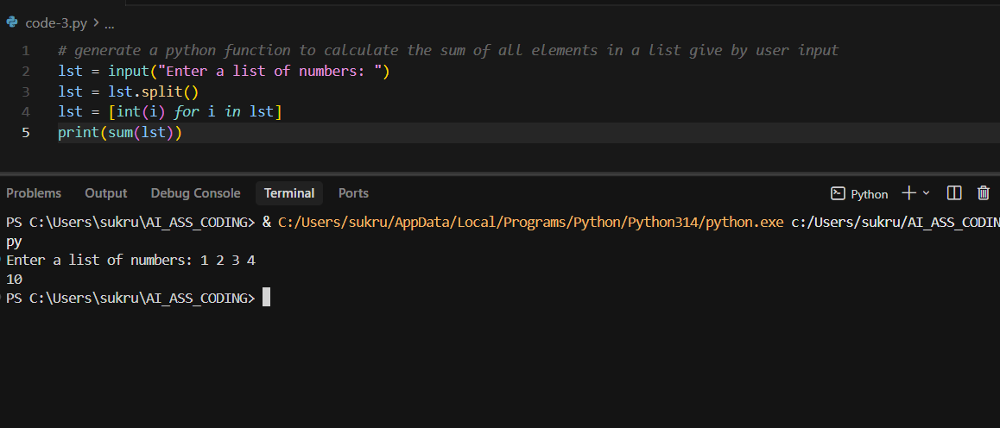 code-3.py > ...
1 # generate a python function to calculate the sum of all elements in a list give by user input
2 lst = input("Enter a list of numbers: ")
3 lst = lst.split()
4 lst = [int(i) for i in lst]
5 print(sum(lst))
Problems Output Debug Console Terminal Ports Python
PS C:\Users\sukru\AI_ASS_CODING> & C:/Users/sukru/AppData/Local/Programs/Python/Python314/python.exe c:/Users/sukru/AI_ASS_CODIN
py
Enter a list of numbers: 1 2 3 4
10
PS C:\Users\sukru\AI_ASS_CODING>